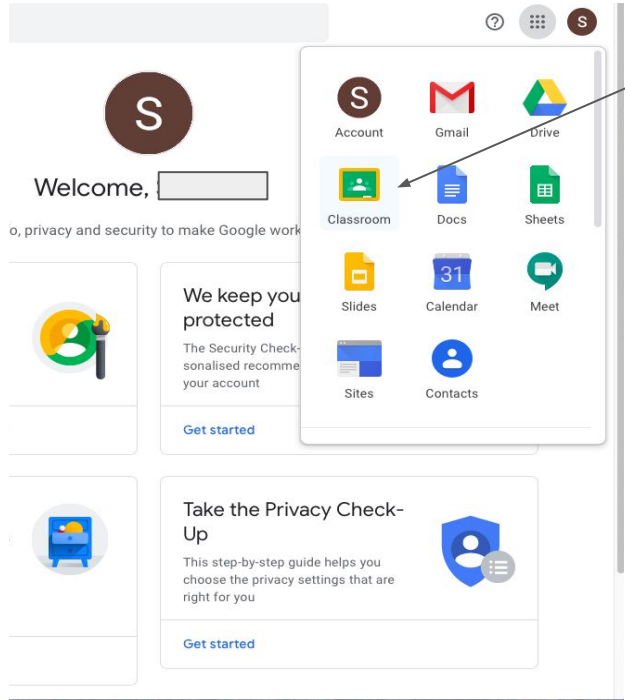 S
S
Account
Gmail
Drive
Welcome,
Classroom
Docs
Sheets
o, privacy and security to make Google work
31
Slides
Calendar
Meet
We keep you
protected
The Security Check-
sonalised recomme
your account
Sites
Contacts
Get started
S
Take the Privacy Check-
Up
This step-by-step guide helps you
choose the privacy settings that are
right for you
Get started